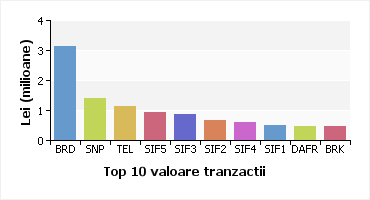 Lei (milioane)
4
3
2
1
0
BRD SNP TEL SIF5 SIF3 SIF2 SIF4 SIF1 DAFR BRK
Top 10 valoare tranzactii